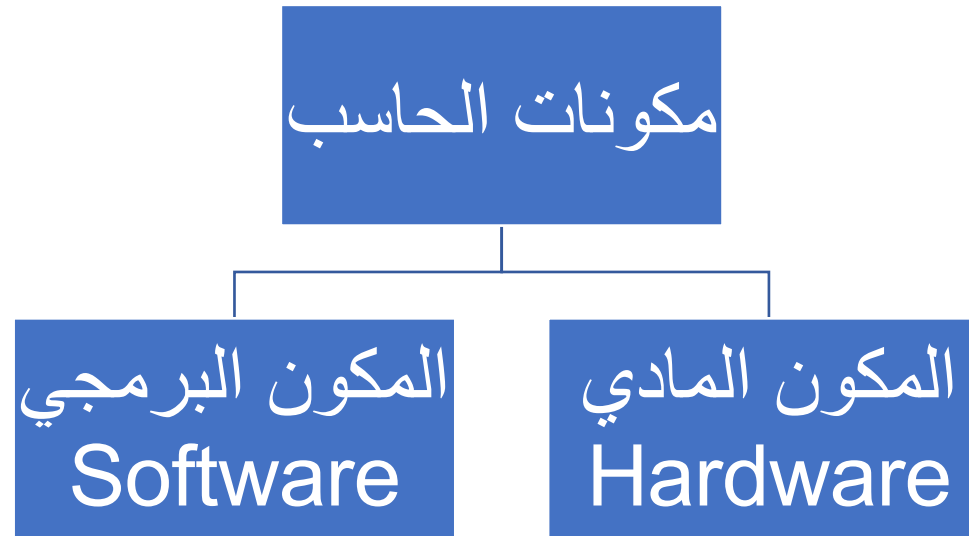 مكونات الحاسب
المكون المادي
Hardware
المكون البرمجي
Software